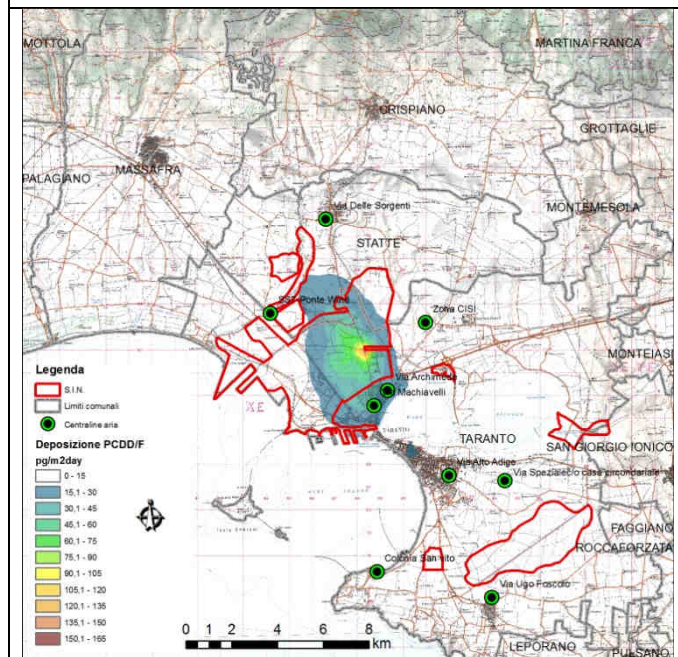 MOTTOLA
MARTINA FRANCA
CRISPIANO
GROTTAGLIE
MASSAFRA
PALAGIANO
Via Delle Sorgenti
MONTEMESOLA
STATTE
SS7 Ponte Wind
Zona CISI
MONTEIASI
Via Archimede
Machiavelli
TARANTO
TARANTO
SAN GIORGIO IONICO
Via Alto Adige
Via Speziale c/o casa circondariale
FAGGIANO
ROCCAFORZATA
Colonia San Vito
Via Ugo Foscolo
LEPORANO
PULSANO
Legenda
S.I.N.
Limiti comunali
Centraline aria
Deposizione PCDD/F
pg/m2day
0 - 15
15,1 - 30
30,1 - 45
45,1 - 60
60,1 - 75
75,1 - 90
90,1 - 105
105,1 - 120
120,1 - 135
135,1 - 150
150,1 - 165
0 1 2 4 6 8
km